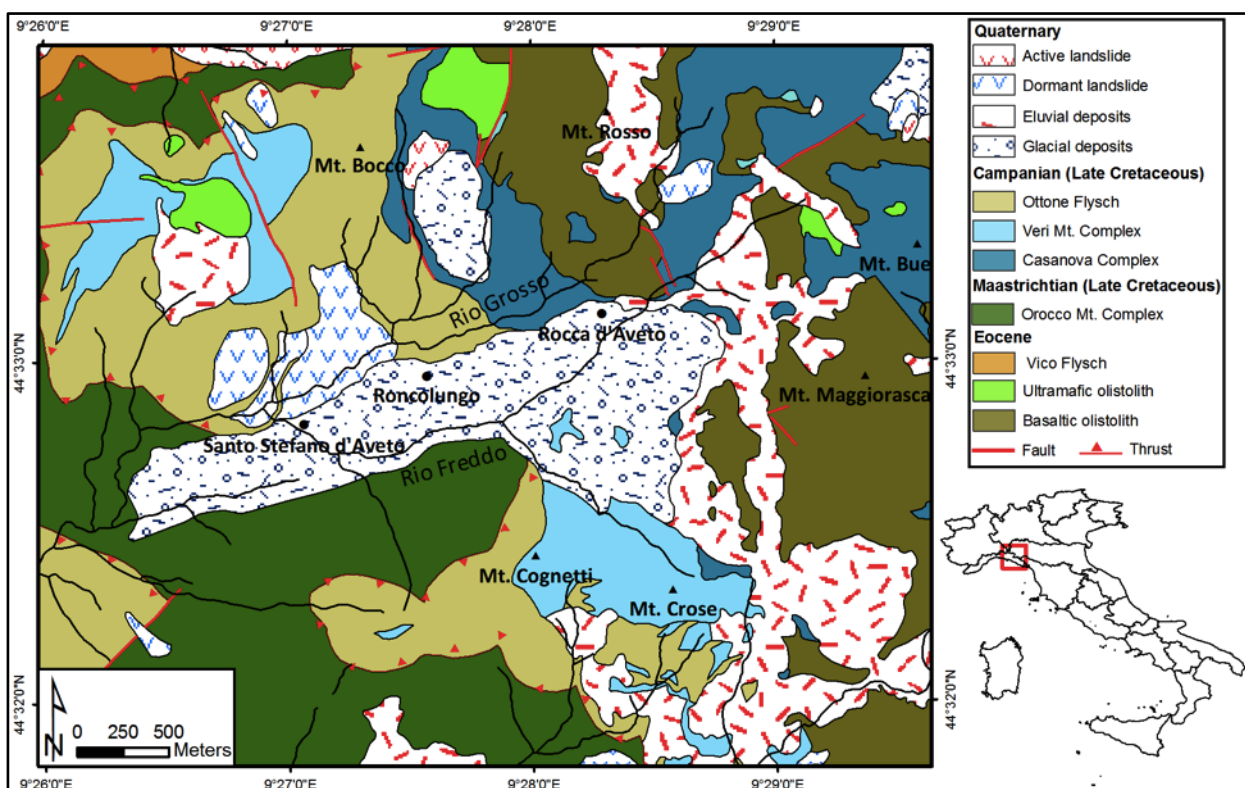 9°26'0"E
9°27'0"E
9°28'0"E
9°29'0"E
44°33'0"N
44°32'0"N
Mt. Rosso
Mt. Bocco
Mt. Bue
Rio Grosso
Rocca d'Aveto
Roncolungo
Mt. Maggiorasca
Santo Stefano d'Aveto
Rio Freddo
Mt. Cognetti
Mt. Crose
N
0 250 500
Meters
44°33'0"N
44°32'0"N
9°26'0"E
9°27'0"E
9°28'0"E
9°29'0"E
Quaternary
Active landslide
Dormant landslide
Eluvial deposits
Glacial deposits
Campanian (Late Cretaceous)
Ottone Flysch
Veri Mt. Complex
Casanova Complex
Maastrichtian (Late Cretaceous)
Orocco Mt. Complex
Eocene
Vico Flysch
Ultramafic olistolith
Basaltic olistolith
Fault
Thrust